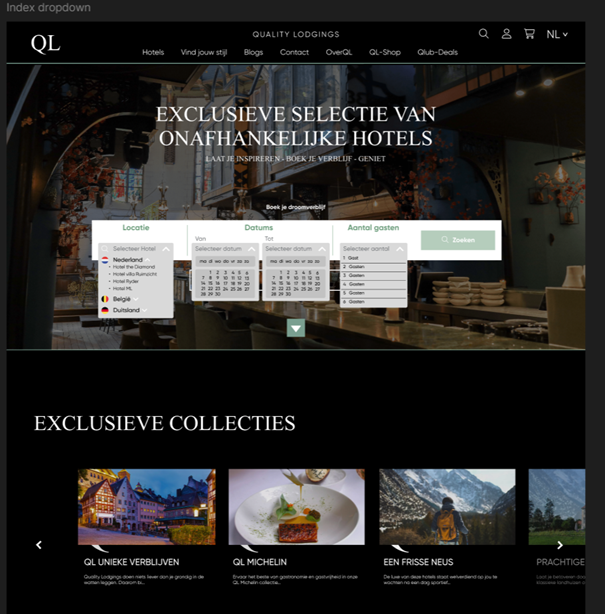 Index dropdown
QL
QUALITY LODGINGS
NL
Hotels Vind jouw stijl Blogs Contact OverQL QL-Shop Qlub-Deals
EXCLUSIEVE SELECTIE VAN
ONAFHANKELIJKE HOTELS
LAAT JE INSPIREREN - BOEK JE VERBLIJF - GENIET
Boek je droomverblijf
Locatie Datums Aantal gasten
Van Tot
Zoeken
Selecteer Hotel Selecteer datum Selecteer datum Selecteer aantal
Nederland
Hotel the Diamond
Hotel villa Ruimzicht
Hotel Ryder
Hotel ML
België
Duitsland
ma di wo do vr za zo
1 2 3 4 5 6
7 8 9 10 11 12 13
14 15 16 17 18 19 20
21 22 23 24 25 26 27
28 29 30
ma di wo do vr za zo
1 2 3 4 5 6
7 8 9 10 11 12 13
14 15 16 17 18 19 20
21 22 23 24 25 26 27
28 29 30
1 Gast
2 Gasten
3 Gasten
4 Gasten
5 Gasten
6 Gasten
EXCLUSIEVE COLLECTIES
QL UNIEKE VERBLIJVEN
Quality Lodgings doen niets liever dan je grandig in de
watten leggen. Daarom is...
QL MICHELIN
Ervaar het beste van gastronomie en gastvrijheid in onze
QL Michelin collectie...
EEN FRISSE NEUS
De luxe van deze hotels staat welverdiend op jou te
wachten na een dag sportief...
PRACHTIGE
Laat je betoveren door